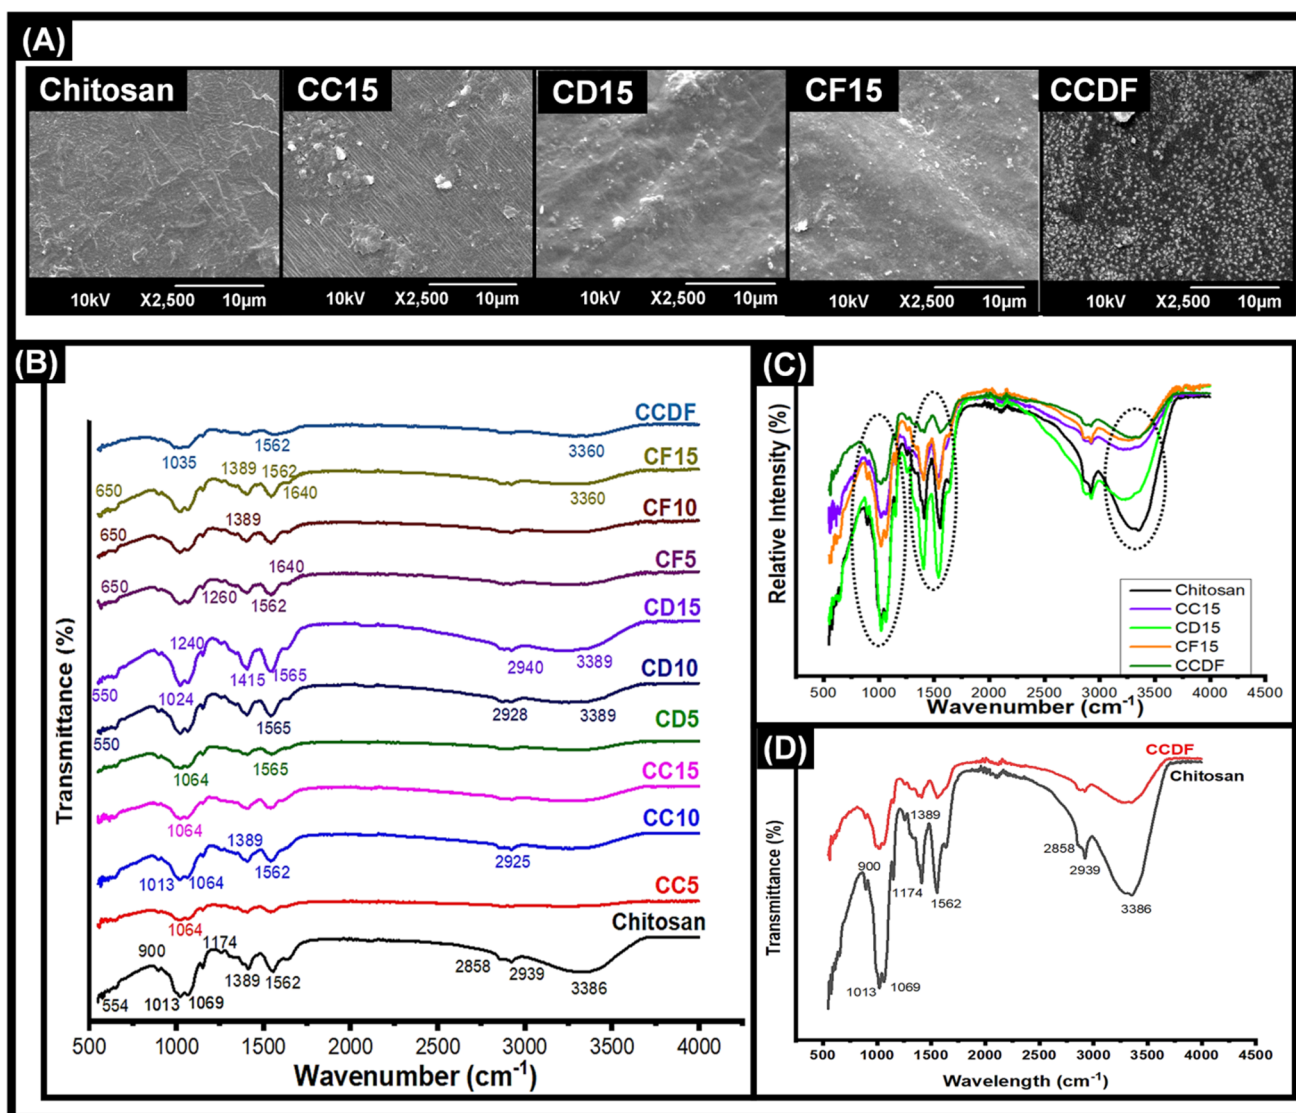 (A)
Chitosan
CC15
CD15
CF15
CCDF
10kV X2,500 10µm
10kV X2,500 10µm
10kV X2,500 10µm
10kV X2,500 10µm
10kV X2,500 10µm
(B)
Transmittance (%)
CCDF
1035
1562
3360
CF15
650
1389
1562
1640
3360
CF10
650
1389
CF5
650
1260
1562
1640
CD15
550
1024
1240
1415
1565
2940
3389
CD10
550
1565
2928
3389
CD5
1064
1565
CC15
1064
CC10
1013
1064
1389
1562
2925
CC5
1064
Chitosan
554
900
1013
1069
1174
1389
1562
2858
2939
3386
500 1000 1500 2000 2500 3000 3500 4000
Wavenumber (cm-1)
(C)
Relative Intensity (%)
Chitosan
CC15
CD15
CF15
CCDF
500 1000 1500 2000 2500 3000 3500 4000 4500
Wavenumber (cm-1)
(D)
Transmittance (%)
CCDF
Chitosan
900
1013
1069
1174
1389
1562
2858
2939
3386
500 1000 1500 2000 2500 3000 3500 4000 4500
Wavelength (cm-1)